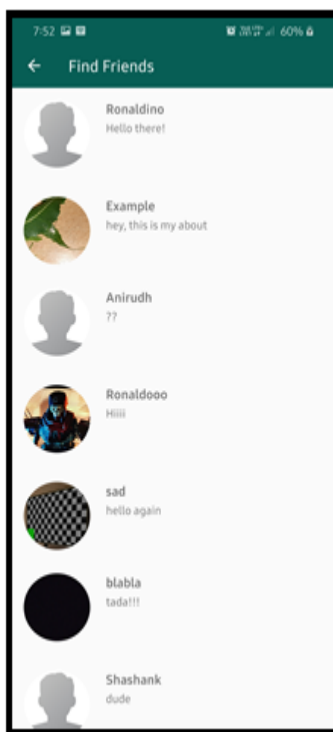 7:52
60%
Find Friends
Ronaldino
Hello there!
Example
hey, this is my about
Anirudh
??
Ronaldooo
Hiiii
sad
hello again
blabla
tada!!!
Shashank
dude